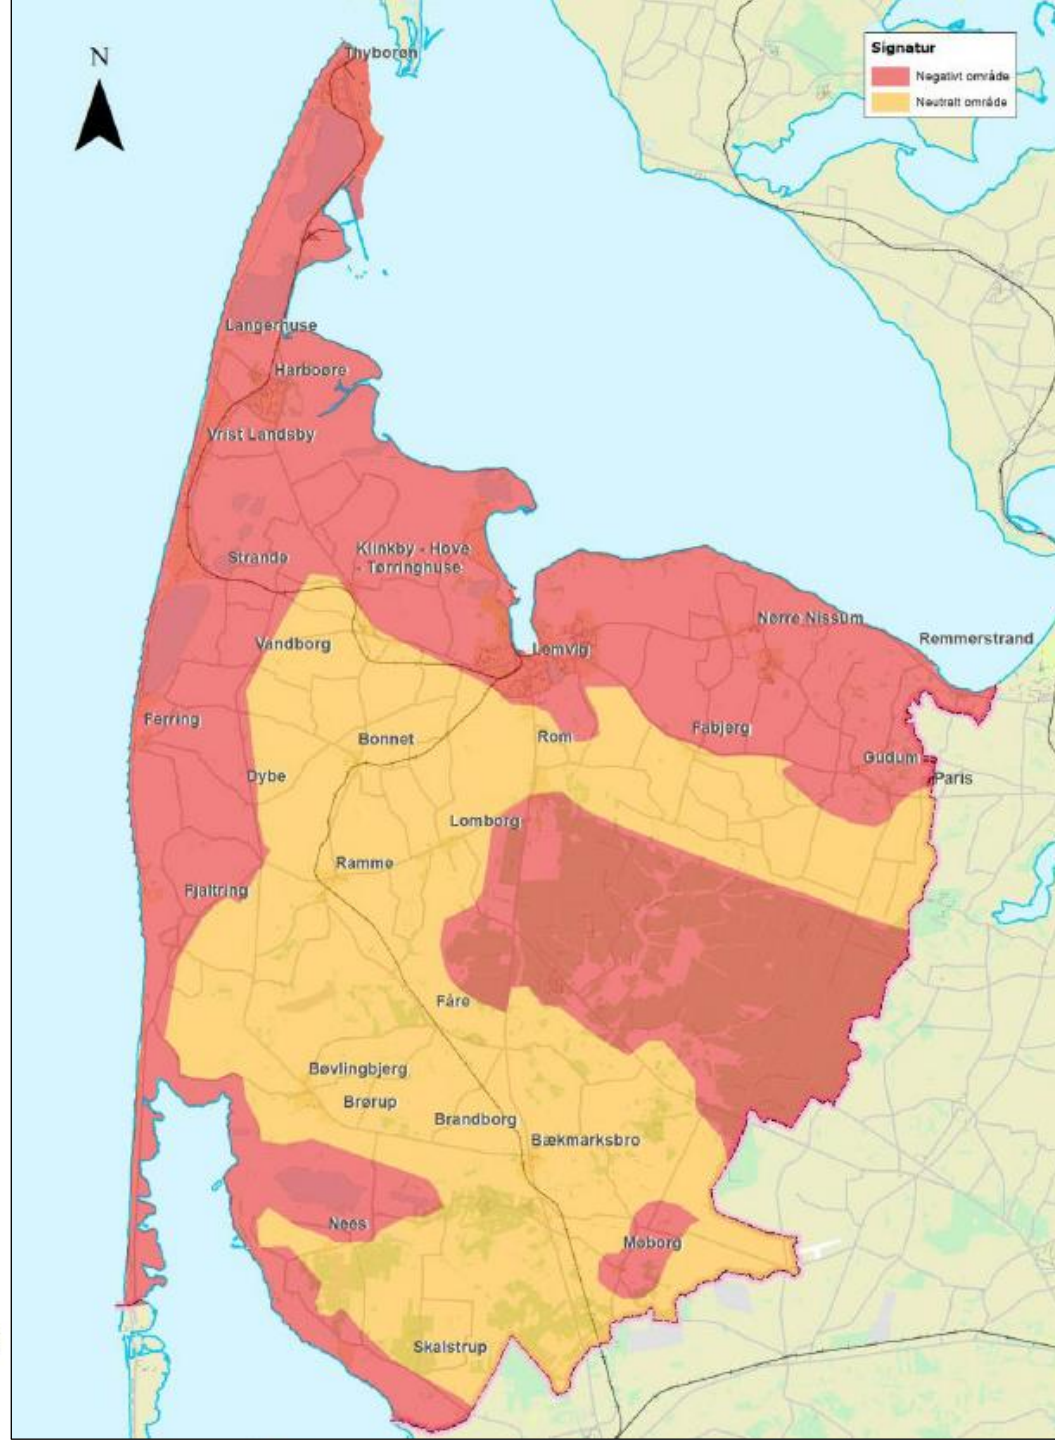 N
Thyborøn
Signatur
Negativt område
Neutralt område
Langerhuse
Harboøre
Vrist Landsby
Strande
Klinkby - Hove
- Tørringhuse
Nørre Nissum
Remmerstrand
Vandborg
Lemvig
Ferring
Bonnet
Rom
Fabjerg
Gudum
Paris
Dybe
Lomborg
Ramme
Fjaltring
Fåre
Bøvlingbjerg
Brørup
Brandborg
Bækmarksbro
Nees
Møborg
Skalstrup